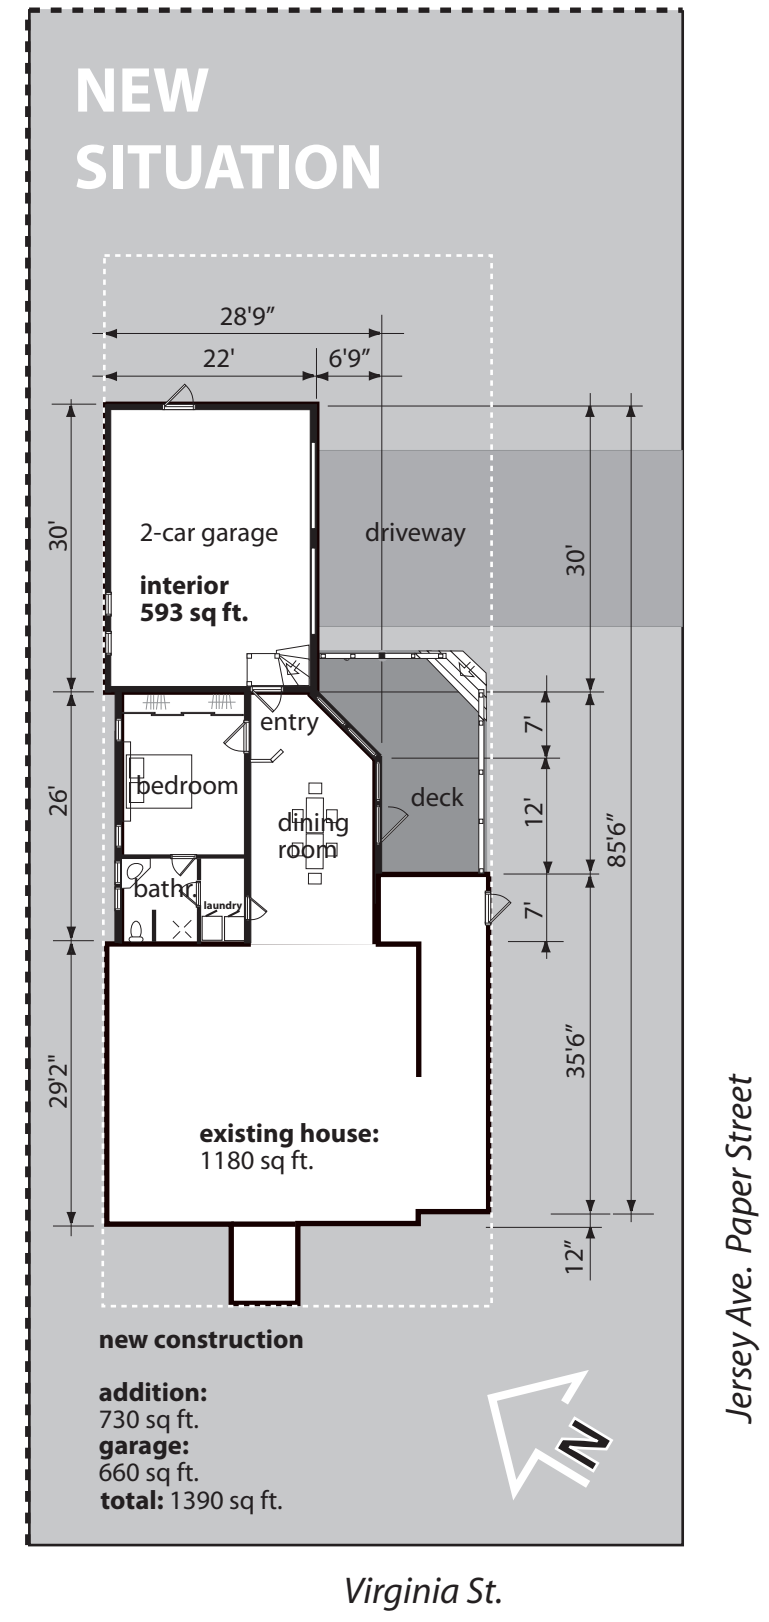 NEW
SITUATION
28'9”
22'
6'9”
30'
2-car garage
driveway
30'
interior
593 sq ft.
entry
7'
bedroom
26'
deck
12'
dining
room
85'6”
bathr.
laundry
7'
29'2"
35'6”
existing house:
1180 sq ft.
12”
Jersey Ave. Paper Street
new construction
addition:
730 sq ft.
garage:
660 sq ft.
total: 1390 sq ft.
N
Virginia St.